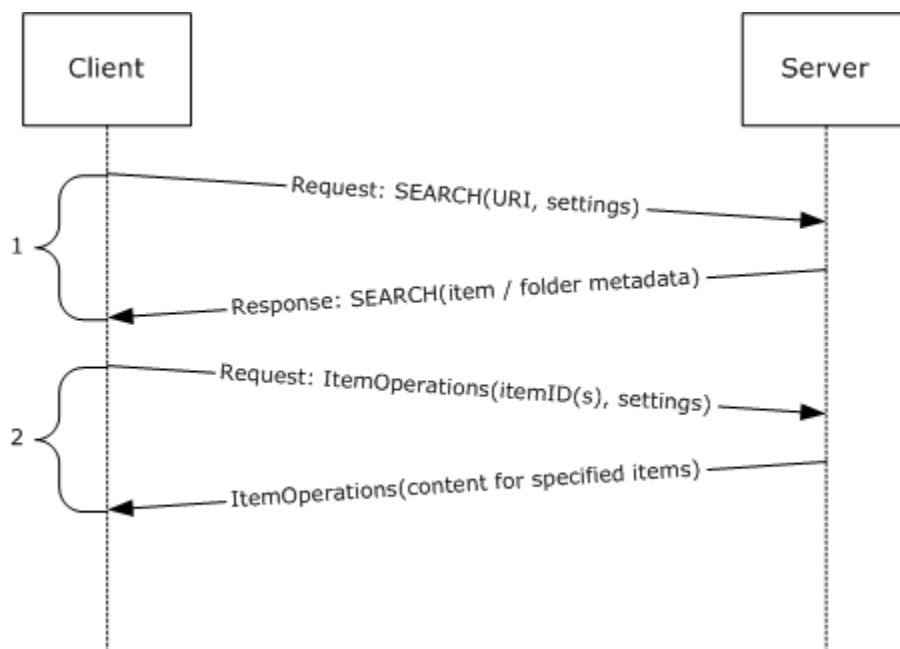 Client
Server
Request: SEARCH(URI, settings)
1
Response: SEARCH(item / folder metadata)
Request: ItemOperations(itemID(s), settings)
2
ItemOperations(content for specified items)